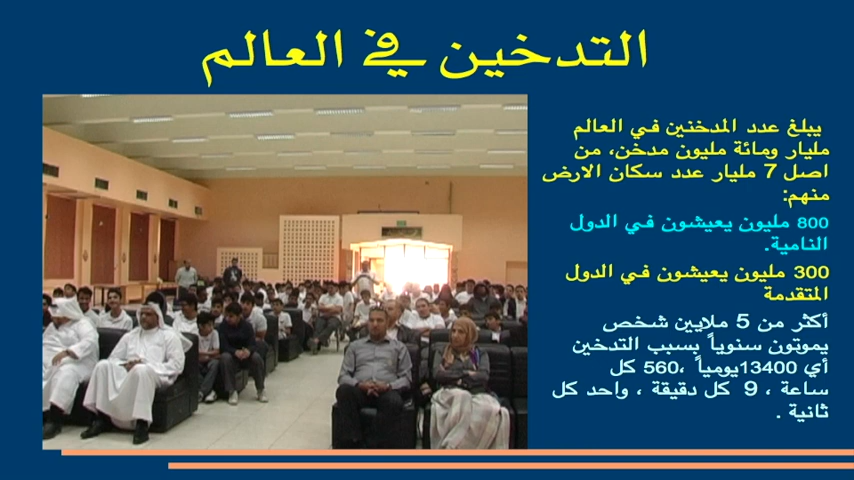 التدخين في العالم
يبلغ عدد المدخنين في العالم
مليار ومائة مليون مدخن، من
اصل 7 مليار عدد سكان الارض
منهم:
800 مليون يعيشون في الدول
النامية.
300 مليون يعيشون في الدول
المتقدمة
أكثر من 5 ملايين شخص
يموتون سنوياً بسبب التدخين
أي 13400يومياً ،560 كل
ساعة ، 9 كل دقيقة ، واحد كل
ثانية .